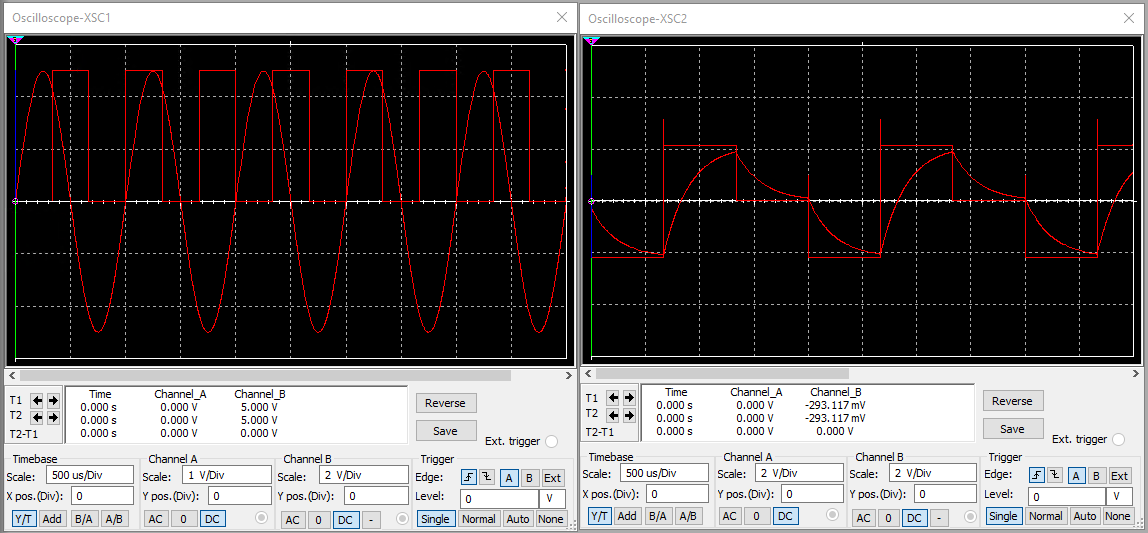 Oscilloscope-XSC1
T1
T2
T2-T1
Time Channel_A Channel_B
0.000 s 0.000 V 5.000 V
0.000 s 0.000 V 5.000 V
0.000 s 0.000 V 0.000 V
Reverse
Save
Ext. trigger
Timebase
Scale: 500 us/Div
X pos.(Div): 0
Y/T Add B/A A/B
Channel A
Scale: 1 V/Div
Y pos.(Div): 0
AC 0 DC
Channel B
Scale: 2 V/Div
Y pos.(Div): 0
AC 0 DC -
Trigger
Edge: A B Ext
Level: 0 V
Single Normal Auto None
Oscilloscope-XSC2
T1
T2
T2-T1
Time Channel_A Channel_B
0.000 s 0.000 V -293.117 mV
0.000 s 0.000 V -293.117 mV
0.000 s 0.000 V 0.000 V
Reverse
Save
Ext. trigger
Timebase
Scale: 500 us/Div
X pos.(Div): 0
Y/T Add B/A A/B
Channel A
Scale: 2 V/Div
Y pos.(Div): 0
AC 0 DC
Channel B
Scale: 2 V/Div
Y pos.(Div): 0
AC 0 DC -
Trigger
Edge: A B Ext
Level: 0 V
Single Normal Auto None